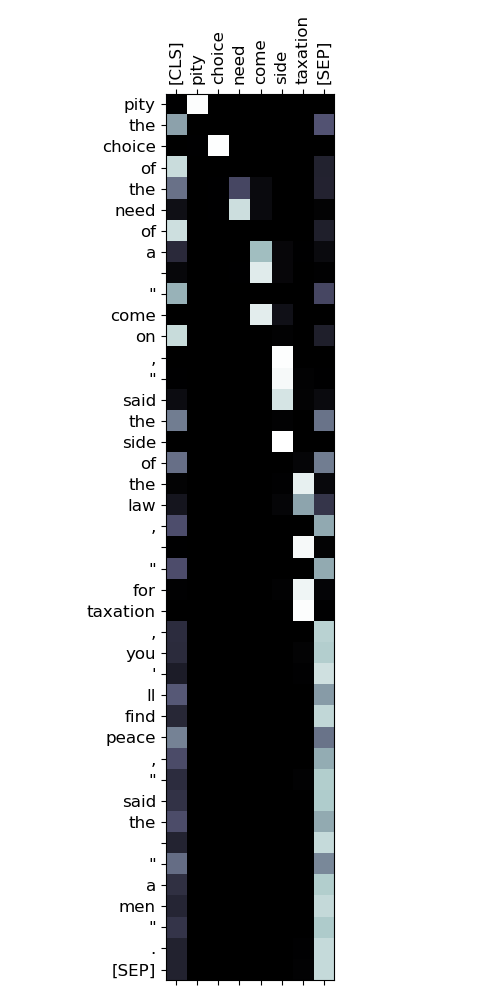 [CLS] pity choice need come side taxation [SEP]
pity
the
choice
of
the
need
of
a
"
come
on
,
"
said
the
side
of
the
law
,
"
for
taxation
,
you
'
ll
find
peace
,
"
said
the
"
a
men
"
.
[SEP]